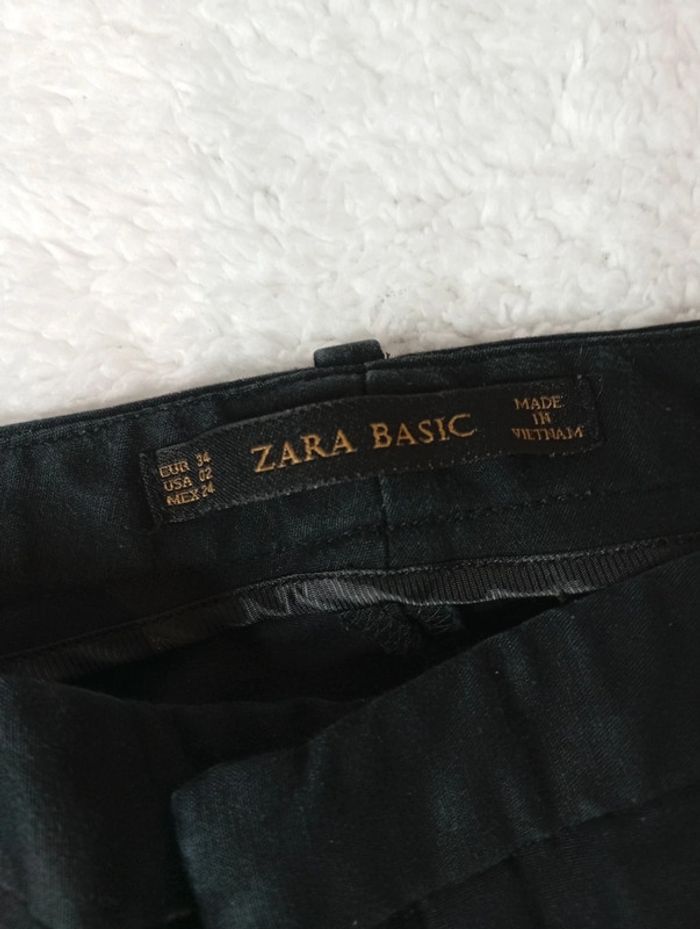 EUR 34
USA 02
MEX 24
ZARA BASIC
MADE
IN
VIETNAM